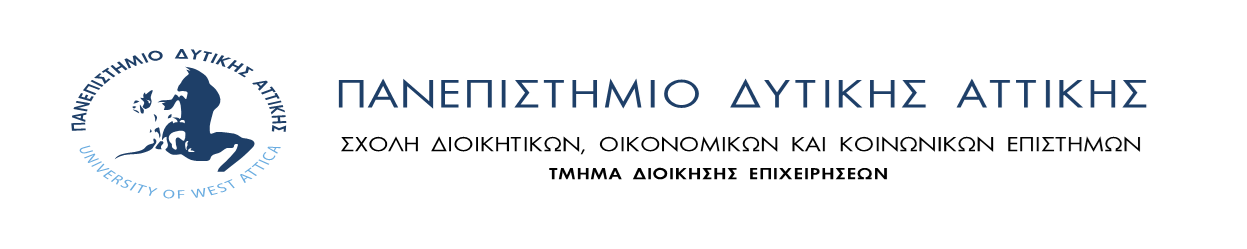 ΠΑΝΕΠΙΣΤΗΜΙΟ ΔΥΤΙΚΗΣ ΑΤΤΙΚΗΣ
UNIVERSITY OF WEST ATTICA
ΠΑΝΕΠΙΣΤΗΜΙΟ ΔΥΤΙΚΗΣ ΑΤΤΙΚΗΣ
ΣΧΟΛΗ ΔΙΟΙΚΗΤΙΚΩΝ, ΟΙΚΟΝΟΜΙΚΩΝ ΚΑΙ ΚΟΙΝΩΝΙΚΩΝ ΕΠΙΣΤΗΜΩΝ
ΤΜΗΜΑ ΔΙΟΙΚΗΣΗΣ ΕΠΙΧΕΙΡΗΣΕΩΝ